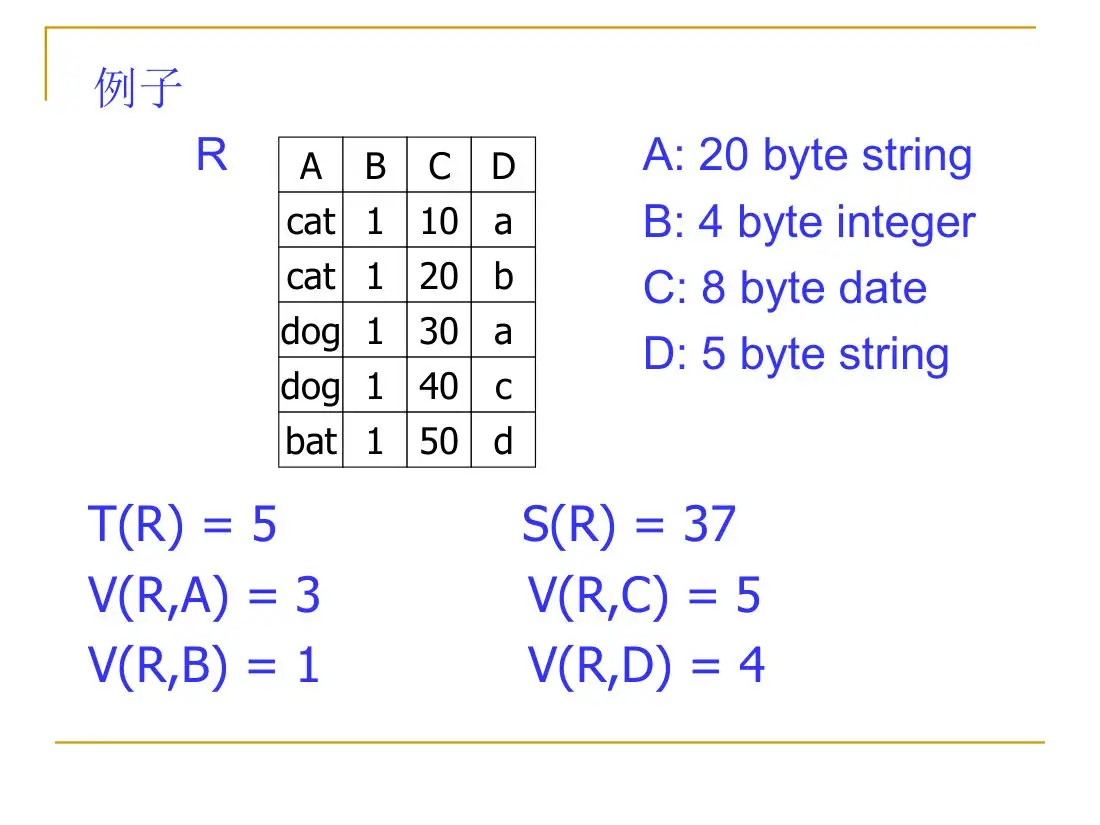 例子
R
A B C D
cat 1 10 a
cat 1 20 b
dog 1 30 a
dog 1 40 c
bat 1 50 d
A: 20 byte string
B: 4 byte integer
C: 8 byte date
D: 5 byte string
T(R) = 5 S(R) = 37
V(R,A) = 3 V(R,C) = 5
V(R,B) = 1 V(R,D) = 4